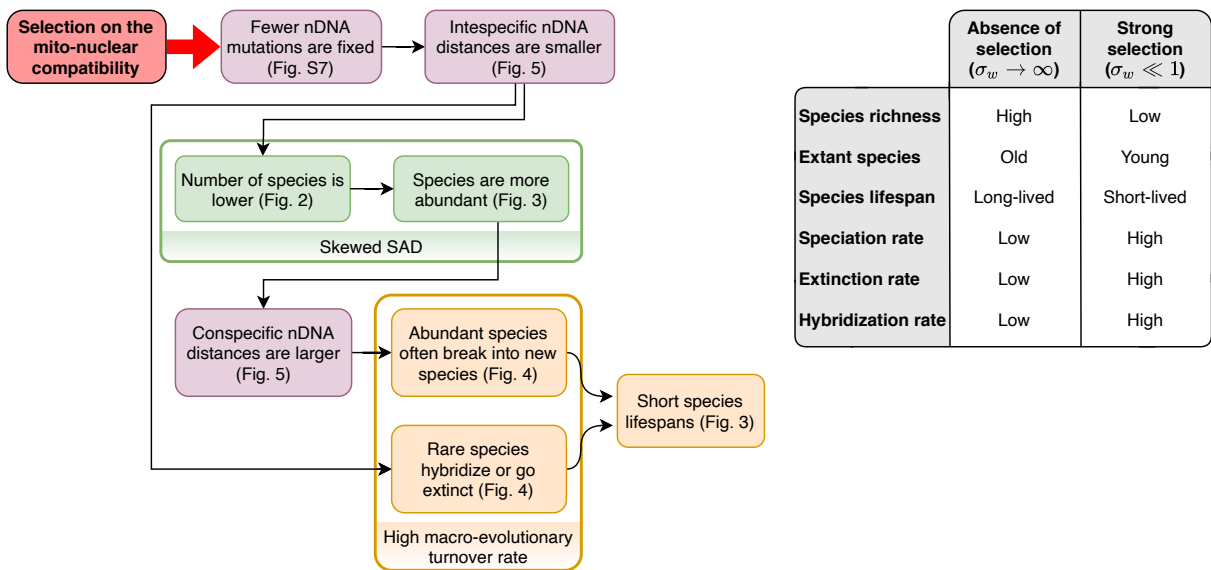 Selection on the
mito-nuclear
compatibility
Fewer nDNA
mutations are fixed
(Fig. S7)
Intespecific nDNA
distances are smaller
(Fig. 5)
Number of species is
lower (Fig. 2)
Species are more
abundant (Fig. 3)
Skewed SAD
Conspecific nDNA
distances are larger
(Fig. 5)
Abundant species
often break into new
species (Fig. 4)
Rare species
hybridize or go
extinct (Fig. 4)
High macro-evolutionary
turnover rate
Short species
lifespans (Fig. 3)
Absence of
selection
(σ_w → ∞)
Strong
selection
(σ_w ≪ 1)
Species richness High Low
Extant species Old Young
Species lifespan Long-lived Short-lived
Speciation rate Low High
Extinction rate Low High
Hybridization rate Low High